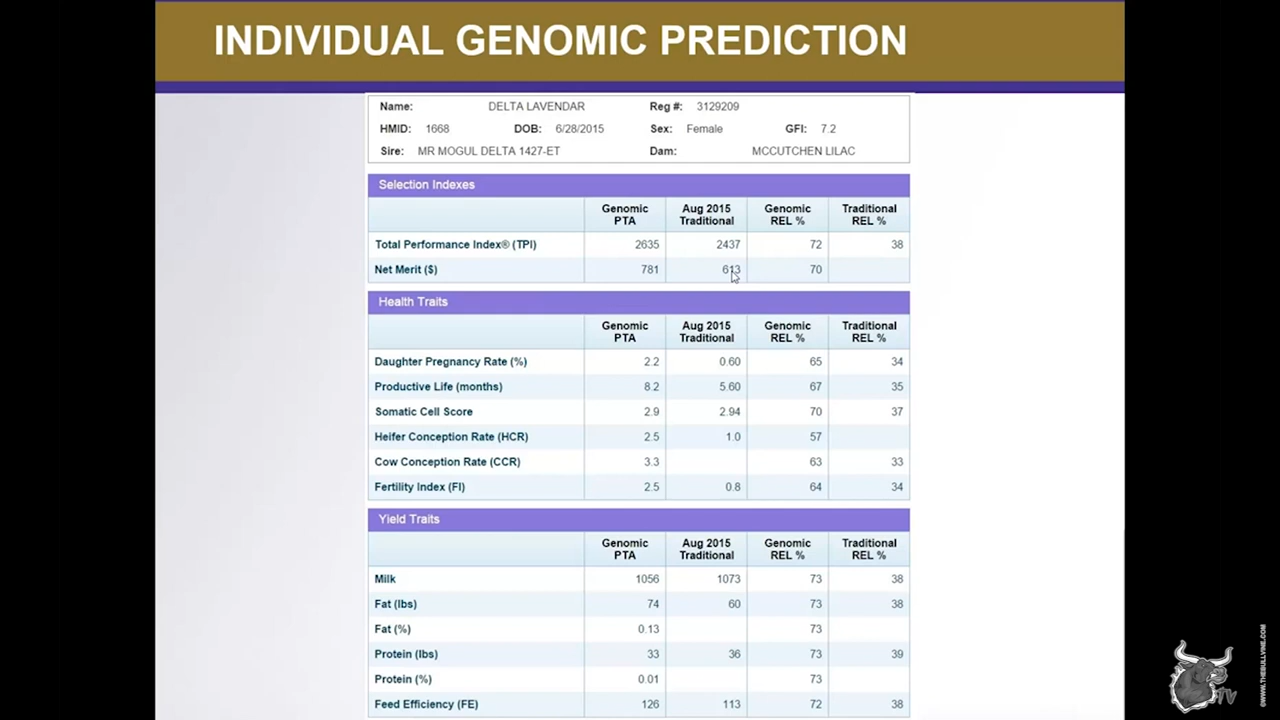 INDIVIDUAL GENOMIC PREDICTION
Name: DELTA LAVENDAR Reg #: 3129209
HMID: 1668 DOB: 6/28/2015 Sex: Female GFI: 7.2
Sire: MR MOGUL DELTA 1427-ET Dam: MCCUTCHEN LILAC
Selection Indexes
Genomic PTA Aug 2015 Traditional Genomic REL % Traditional REL %
Total Performance Index® (TPI) 2635 2437 72 38
Net Merit ($) 781 613 70
Health Traits
Genomic PTA Aug 2015 Traditional Genomic REL % Traditional REL %
Daughter Pregnancy Rate (%) 2.2 0.60 65 34
Productive Life (months) 8.2 5.60 67 35
Somatic Cell Score 2.9 2.94 70 37
Heifer Conception Rate (HCR) 2.5 1.0 57
Cow Conception Rate (CCR) 3.3 63 33
Fertility Index (FI) 2.5 0.8 64 34
Yield Traits
Genomic PTA Aug 2015 Traditional Genomic REL % Traditional REL %
Milk 1056 1073 73 38
Fat (lbs) 74 60 73 38
Fat (%) 0.13 73
Protein (lbs) 33 36 73 39
Protein (%) 0.01 73
Feed Efficiency (FE) 126 113 72 38
TV
©WWW.THEBULLVINE.COM